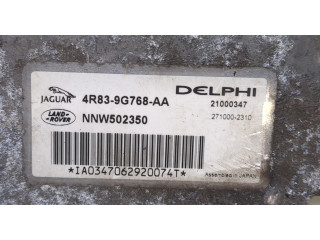 JAGUAR 4R83-9G768-AA DELPHI
21000347
LAND ROVER NNW502350 271000-2310
*IA0347062920074T*
Assembled in JAPAN